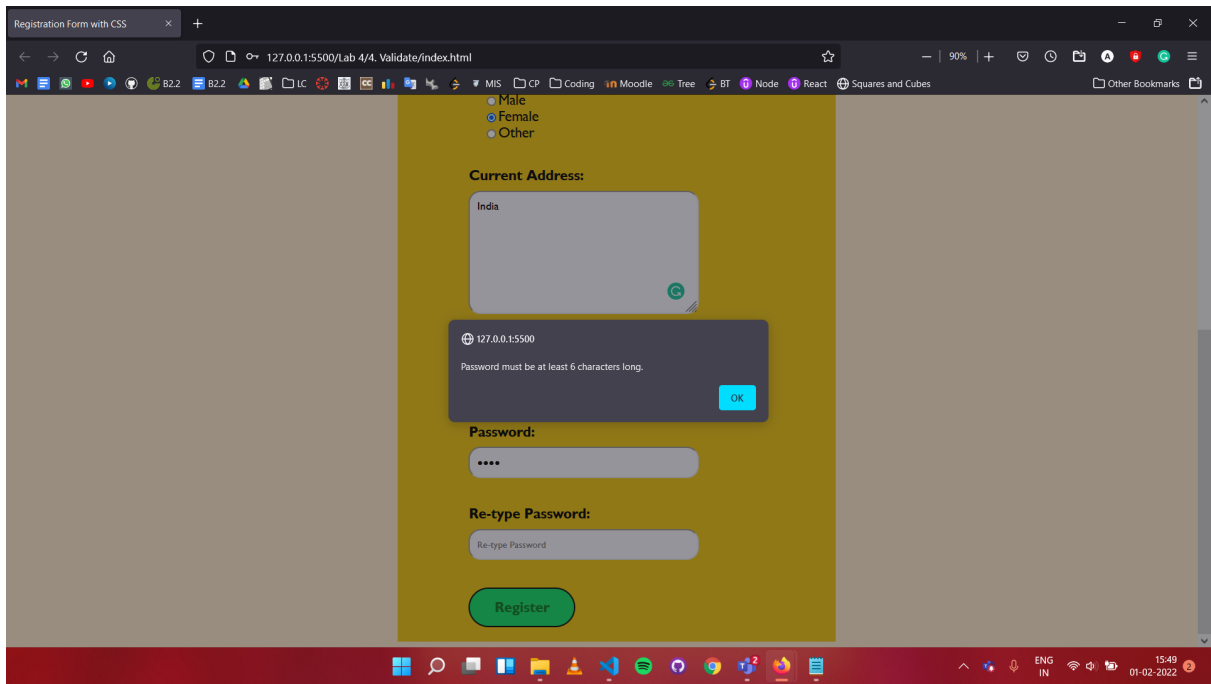 Registration Form with CSS
127.0.0.1:5500/Lab 4/4. Validate/index.html
90%
B2.2
B2.2
LC
CC
MIS
CP
Coding
Moodle
Tree
BT
Node
React
Squares and Cubes
Other Bookmarks
Male
Female
Other
Current Address:
India
127.0.0.1:5500
Password must be at least 6 characters long.
OK
Password:
••••
Re-type Password:
Re-type Password
Register
ENG
IN
15:49
01-02-2022
2